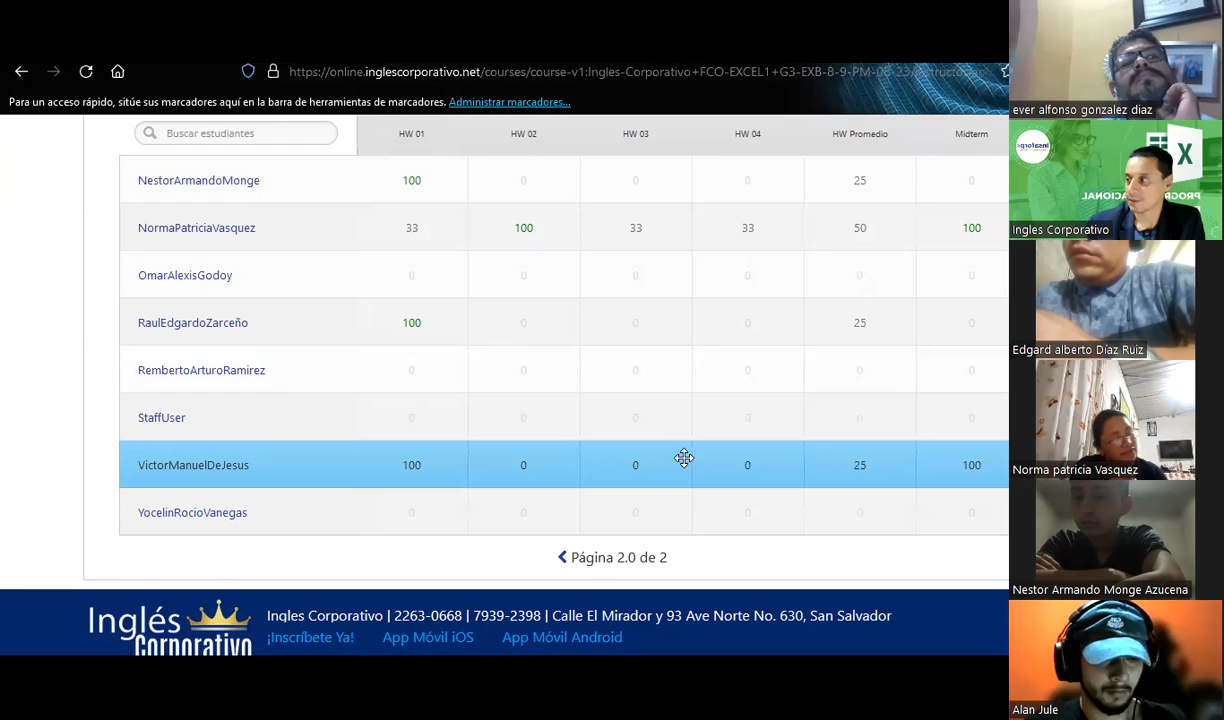 https://online.inglescorporativo.net/courses/course-v1:Ingles-Corporativo+FCO-EXCEL1+G3-EXB-8-9-PM-
Para un acceso rápido, sitúe sus marcadores aquí en la barra de herramientas de marcadores. Administrar marcadores...
Buscar estudiantes HW 01 HW 02 HW 03 HW 04 HW Promedio Midterm
NestorArmandoMonge 100 0 0 0 25 0
NormaPatriciaVasquez 33 100 33 33 50 100
OmarAlexisGodoy 0 0 0 0 0 0
RaulEdgardoZarceño 100 0 0 0 25 0
RembertoArturoRamirez 0 0 0 0 0 0
StaffUser 0 0 0 0 0 0
VictorManuelDeJesus 100 0 0 0 25 100
YocelinRocioVanegas 0 0 0 0 0 0
Página 2.0 de 2
Inglés Corporativo
Ingles Corporativo | 2263-0668 | 7939-2398 | Calle El Mirador y 93 Ave Norte No. 630, San Salvador
¡Inscríbete Ya! App Móvil iOS App Móvil Android
ever alfonso gonzalez diaz
Insaforp
X
PROG
Ingles Corporativo
Edgard alberto Díaz Ruiz
Norma patricia Vasquez
Nestor Armando Monge Azucena
Alan Jule